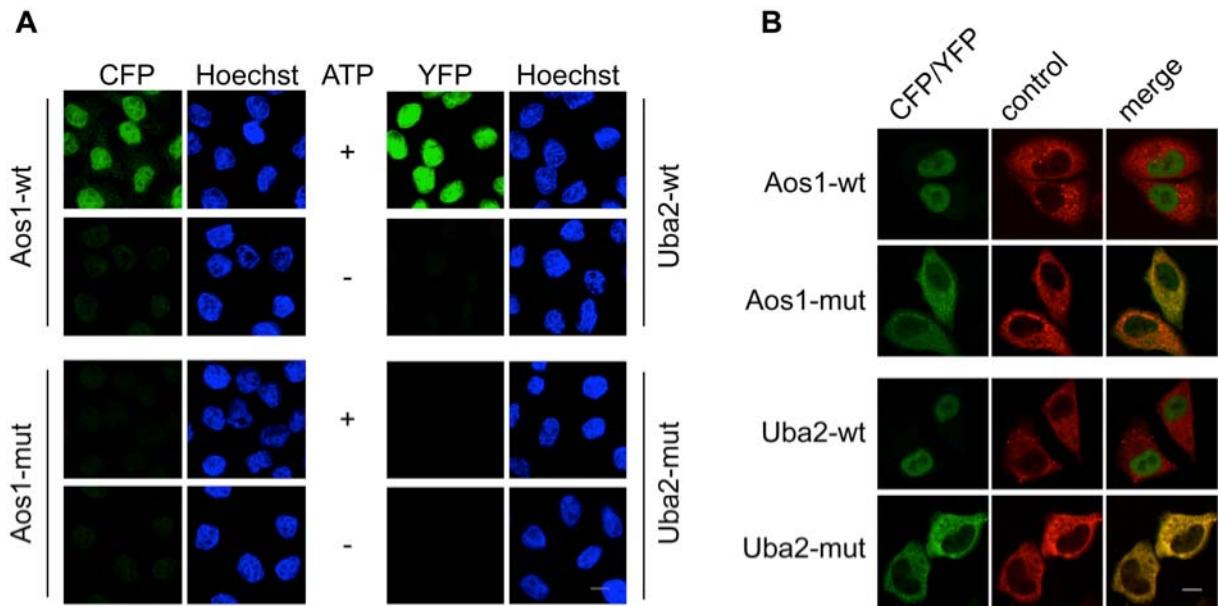 A
CFP Hoechst ATP YFP Hoechst
Aos1-wt
+
-
Uba2-wt
Aos1-mut
+
-
Uba2-mut
B
CFP/YFP
control
merge
Aos1-wt
Aos1-mut
Uba2-wt
Uba2-mut